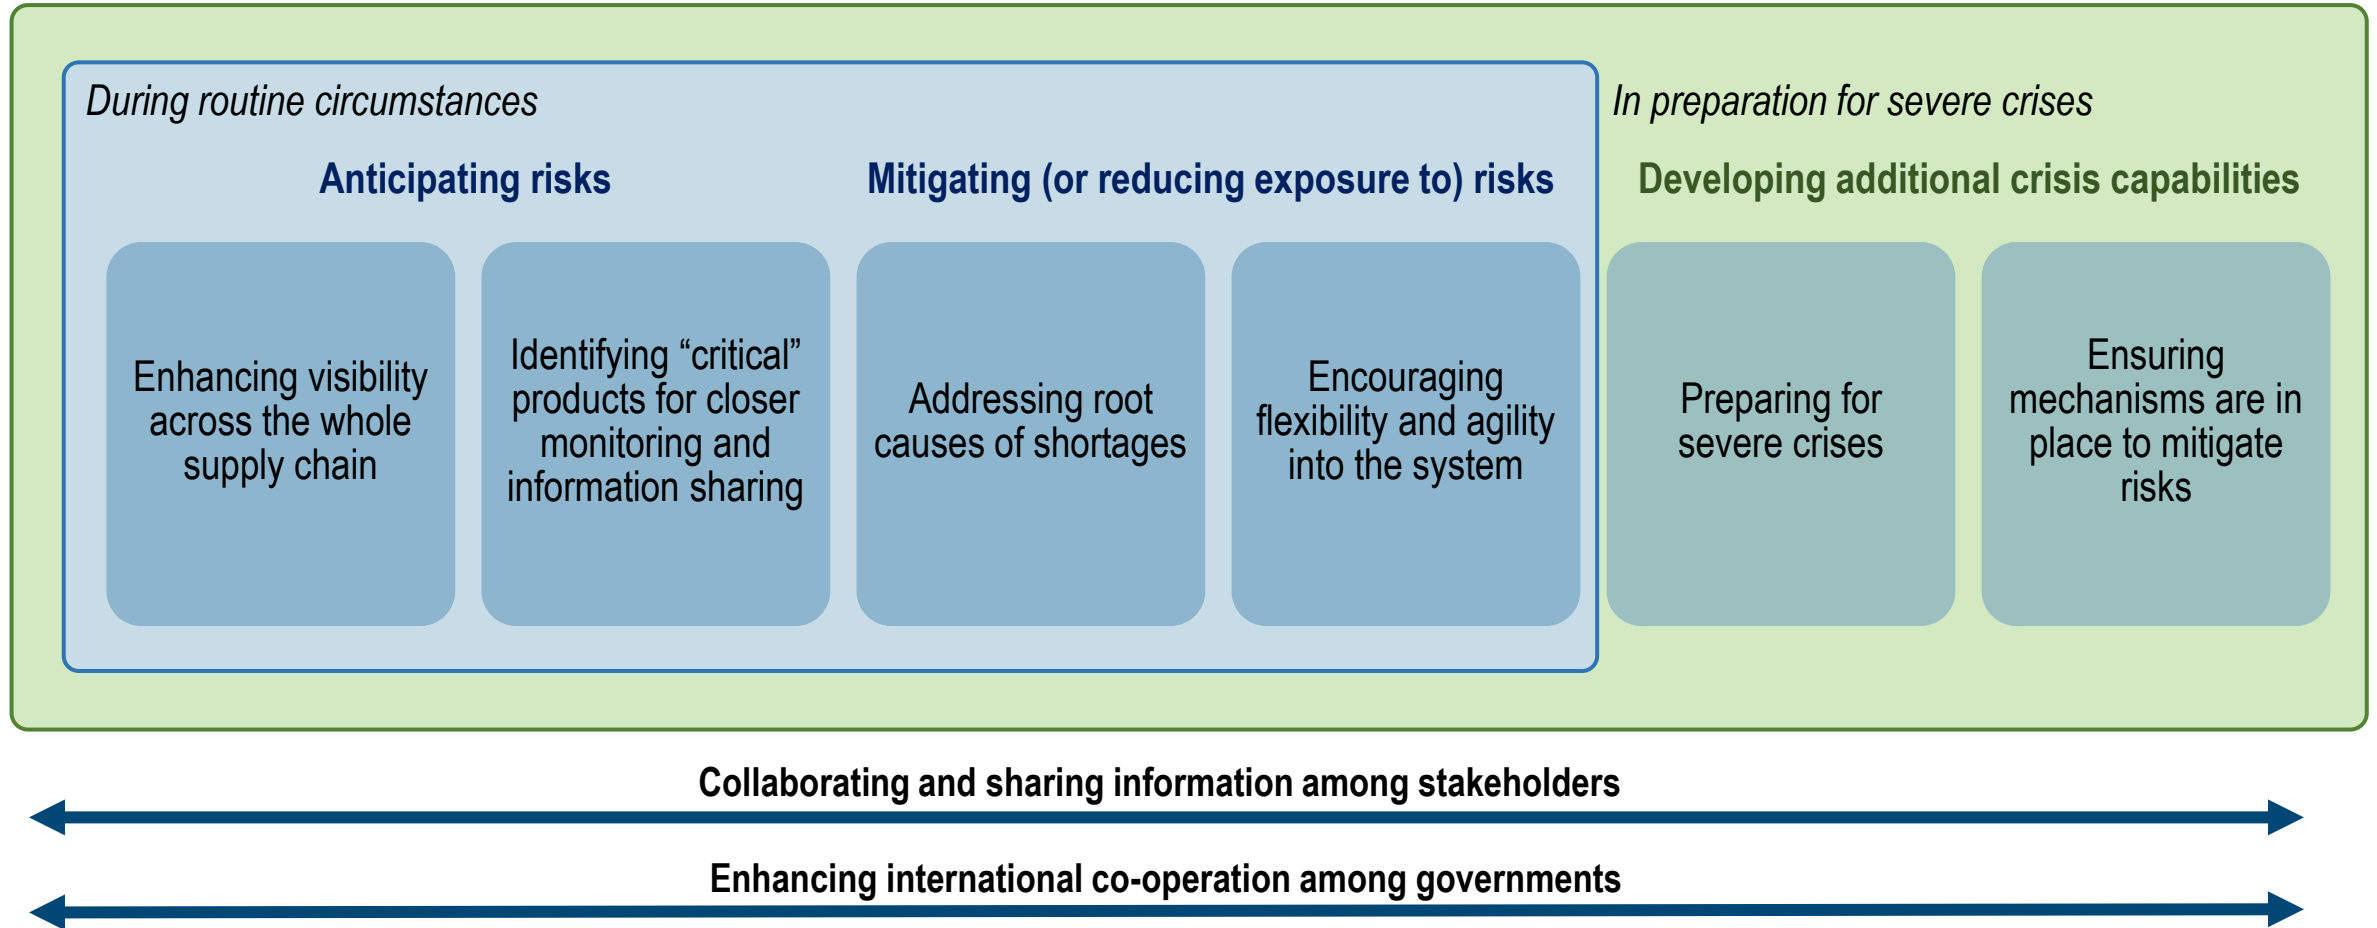 During routine circumstances
In preparation for severe crises
Anticipating risks
Mitigating (or reducing exposure to) risks
Developing additional crisis capabilities
Enhancing visibility
across the whole
supply chain
Identifying “critical”
products for closer
monitoring and
information sharing
Addressing root
causes of shortages
Encouraging
flexibility and agility
into the system
Preparing for
severe crises
Ensuring
mechanisms are in
place to mitigate
risks
Collaborating and sharing information among stakeholders
Enhancing international co-operation among governments